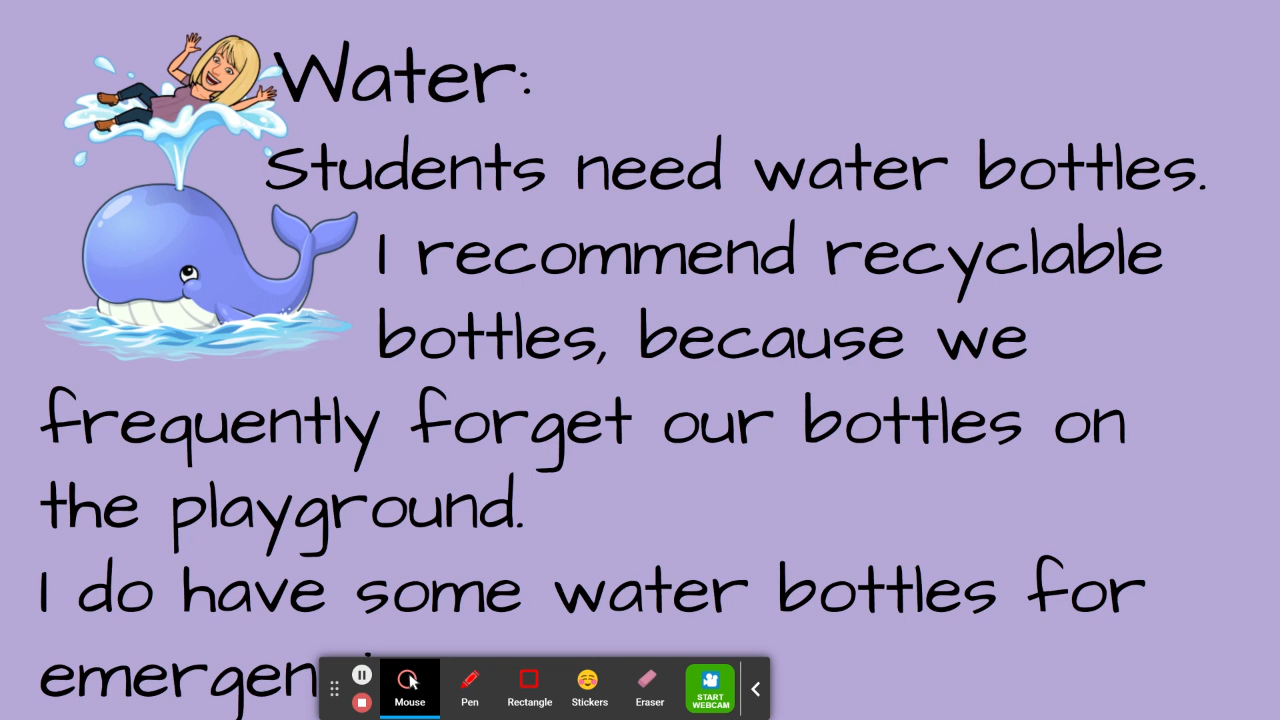 Water:
Students need water bottles.
I recommend recyclable
bottles, because we
frequently forget our bottles on
the playground.
I do have some water bottles for
Mouse
Pen
Rectangle
Stickers
Eraser
START
WEBCAM